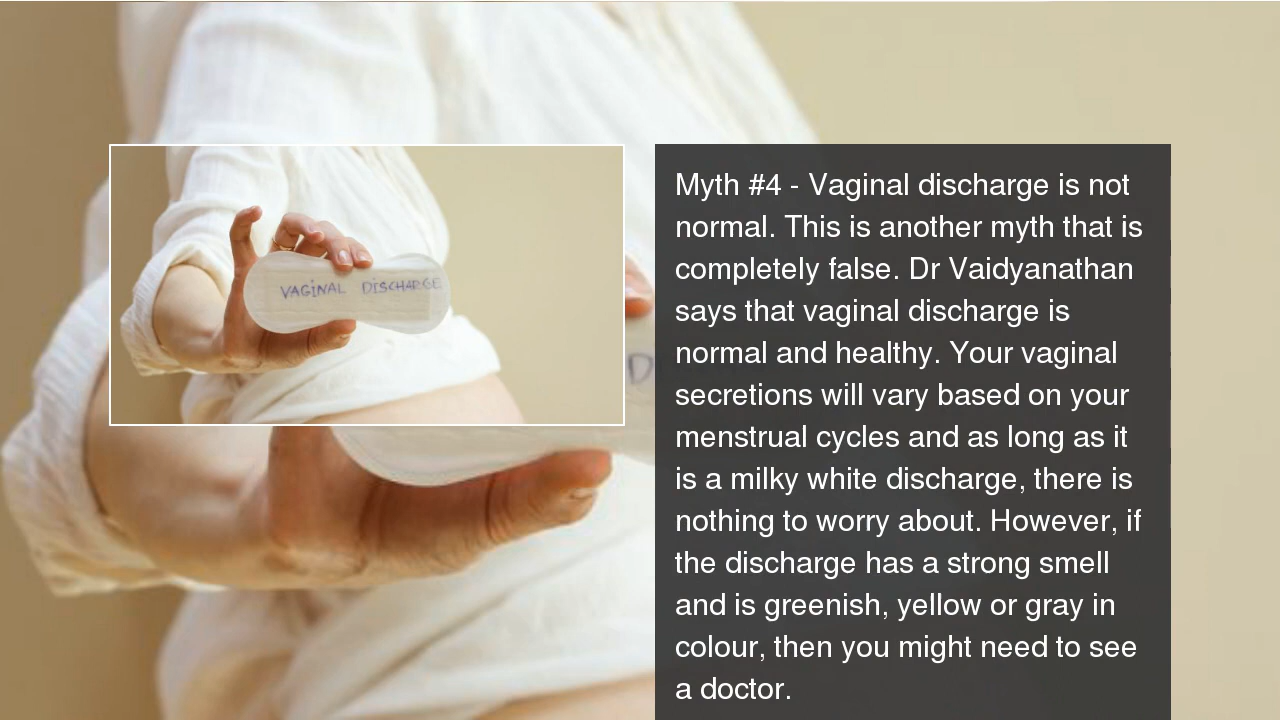 VAGINAL DISCHARGE
Myth #4 - Vaginal discharge is not
normal. This is another myth that is
completely false. Dr Vaidyanathan
says that vaginal discharge is
normal and healthy. Your vaginal
secretions will vary based on your
menstrual cycles and as long as it
is a milky white discharge, there is
nothing to worry about. However, if
the discharge has a strong smell
and is greenish, yellow or gray in
colour, then you might need to see
a doctor.